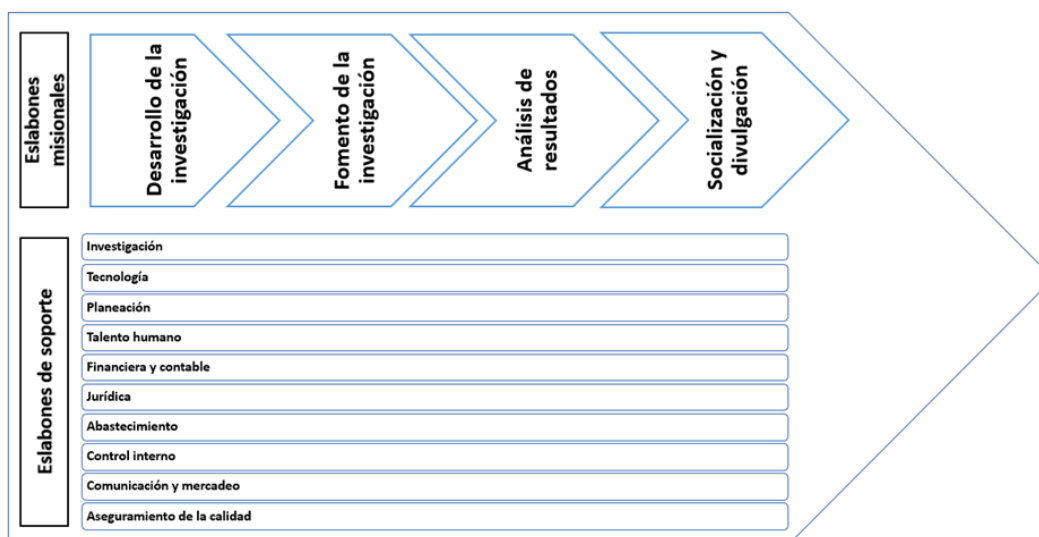 Eslabones
misionales
Desarrollo de la
investigación
Fomento de la
investigación
Análisis de
resultados
Socialización y
divulgación
Eslabones de soporte
Investigación
Tecnología
Planeación
Talento humano
Financiera y contable
Jurídica
Abastecimiento
Control interno
Comunicación y mercadeo
Aseguramiento de la calidad